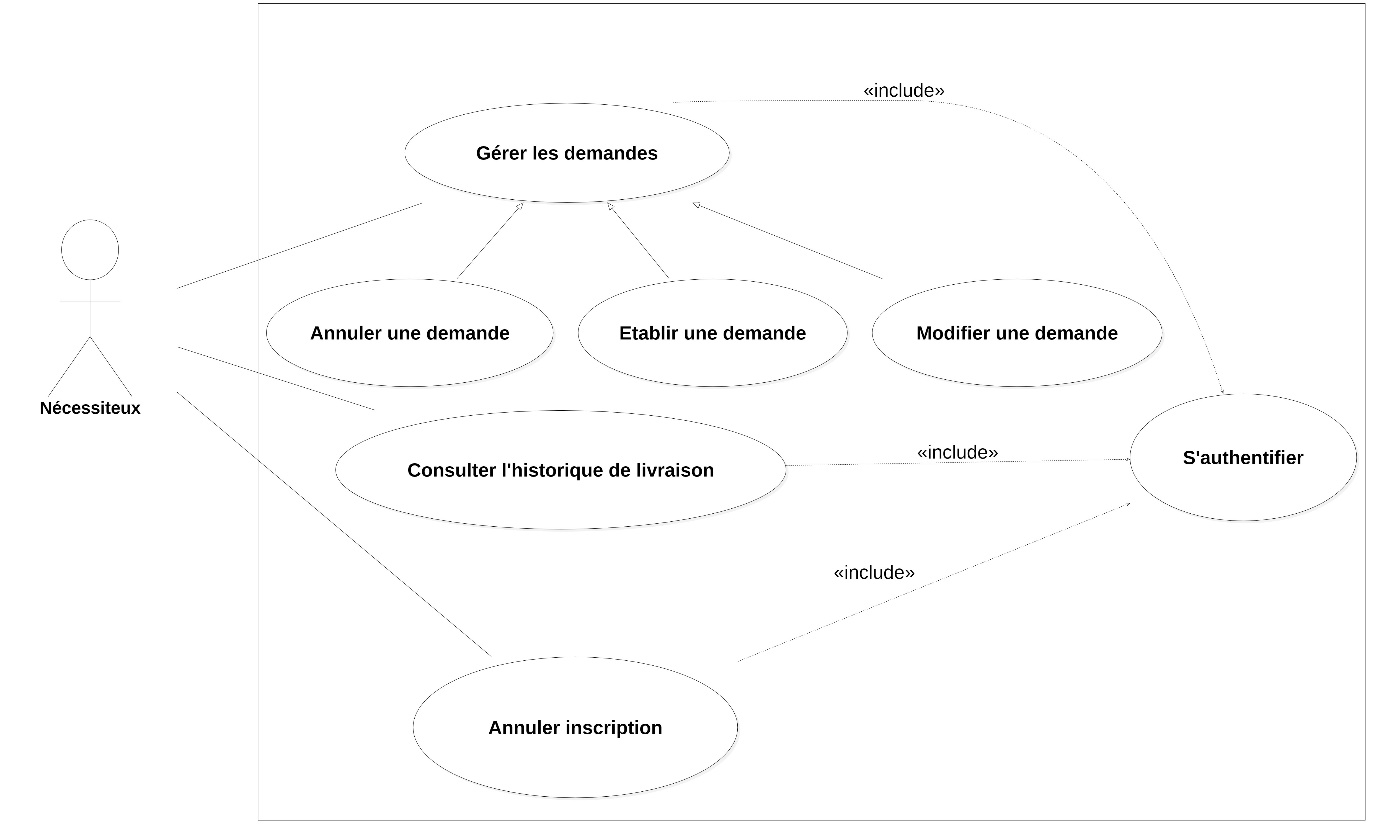 «include»
Gérer les demandes
Annuler une demande
Etablir une demande
Modifier une demande
Nécessiteux
Consulter l'historique de livraison
«include»
S'authentifier
«include»
Annuler inscription